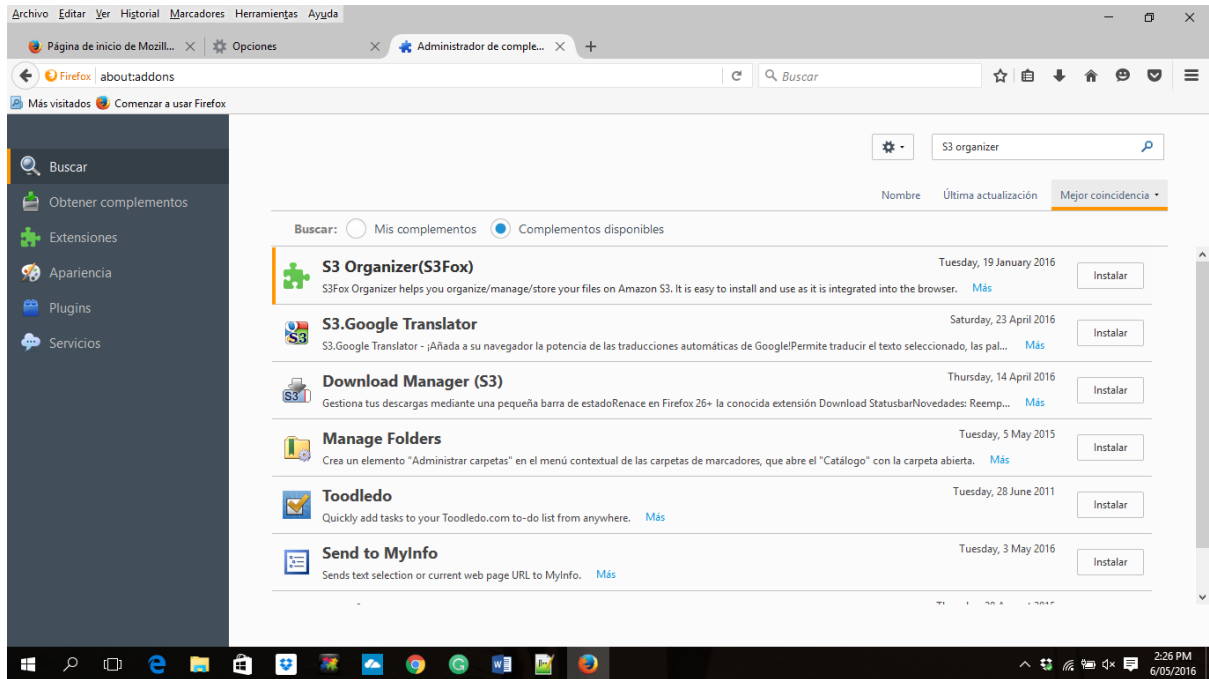 Archivo Editar Ver Historial Marcadores Herramientas Ayuda
Página de inicio de Mozill... Opciones Administrador de comple...
Firefox about:addons Buscar
Más visitados Comenzar a usar Firefox
S3 organizer
Buscar
Obtener complementos
Extensiones
Apariencia
Plugins
Servicios
Nombre Última actualización Mejor coincidencia
Buscar: Mis complementos Complementos disponibles
S3 Organizer(S3Fox) Tuesday, 19 January 2016
S3Fox Organizer helps you organize/manage/store your files on Amazon S3. It is easy to install and use as it is integrated into the browser. Más
Instalar
S3.Google Translator Saturday, 23 April 2016
S3.Google Translator - ¡Añada a su navegador la potencia de las traducciones automáticas de Google!Permite traducir el texto seleccionado, las pal... Más
Instalar
Download Manager (S3) Thursday, 14 April 2016
Gestiona tus descargas mediante una pequeña barra de estadoRenace en Firefox 26+ la conocida extensión Download StatusbarNovedades: Reemp... Más
Instalar
Manage Folders Tuesday, 5 May 2015
Crea un elemento "Administrar carpetas" en el menú contextual de las carpetas de marcadores, que abre el "Catálogo" con la carpeta abierta. Más
Instalar
Toodledo Tuesday, 28 June 2011
Quickly add tasks to your Toodledo.com to-do list from anywhere. Más
Instalar
Send to MyInfo Tuesday, 3 May 2016
Sends text selection or current web page URL to MyInfo. Más
Instalar
2:26 PM
6/05/2016